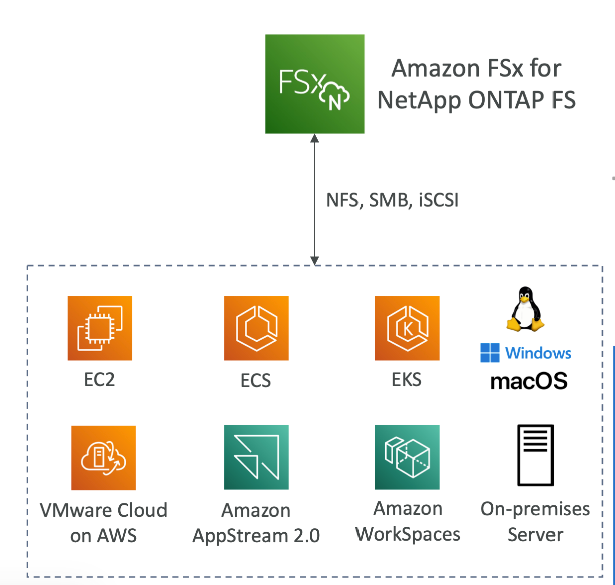 FSx
N
Amazon FSx for
NetApp ONTAP FS
NFS, SMB, iSCSI
EC2
ECS
K
EKS
Windows
macOS
VMware Cloud
on AWS
Amazon
AppStream 2.0
Amazon
WorkSpaces
On-premises
Server